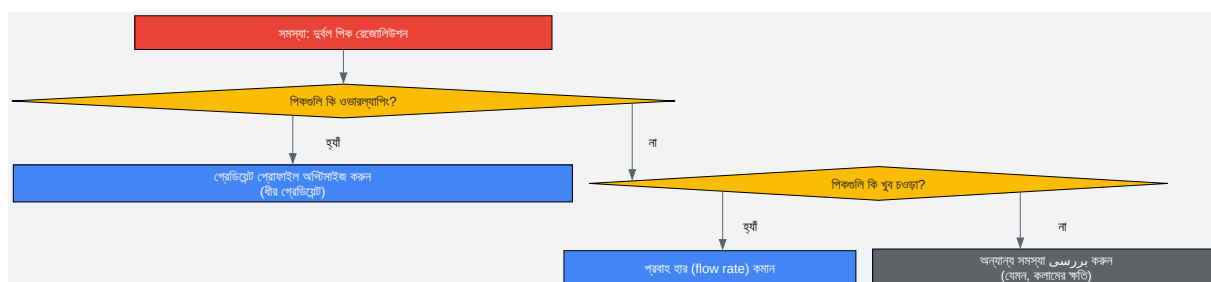 সমস্যা: দুর্বল পিক রেজোলিউশন
পিকগুলি কি ওভারল্যাপিং?
হ্যাঁ
না
গ্রেডিয়েন্ট প্রোফাইল অপ্টিমাইজ করুন
(ধীর গ্রেডিয়েন্ট)
পিকগুলি কি খুব চওড়া?
হ্যাঁ
না
প্রবাহ হার (flow rate) কমান
অন্যান্য সমস্যা بررسی করুন
(যেমন, কলামের ক্ষতি)